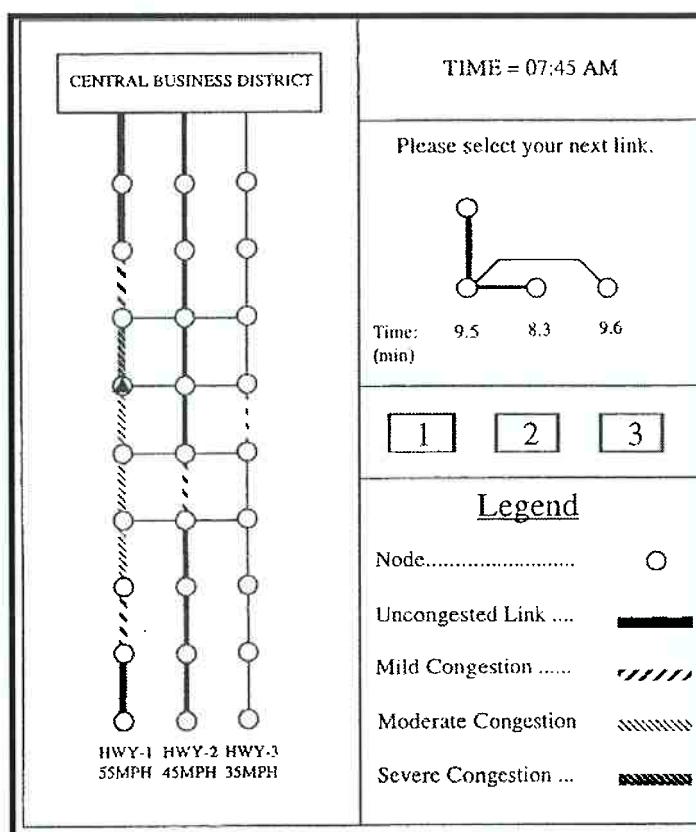 CENTRAL BUSINESS DISTRICT
HWY-1 HWY-2 HWY-3
55MPH 45MPH 35MPH
TIME = 07:45 AM
Please select your next link.
Time: 9.5 8.3 9.6
(min)
1 2 3
Legend
Node.........................
Uncongested Link ....
Mild Congestion ......
Moderate Congestion
Severe Congestion ...